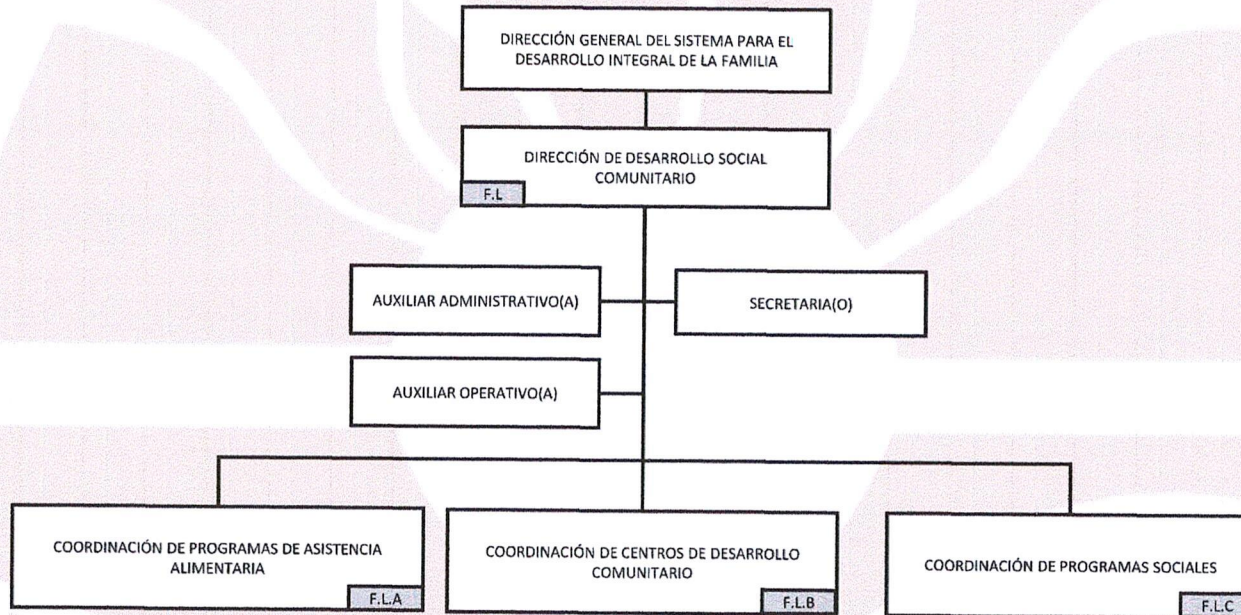 DIRECCIÓN GENERAL DEL SISTEMA PARA EL
DESARROLLO INTEGRAL DE LA FAMILIA
DIRECCIÓN DE DESARROLLO SOCIAL
COMUNITARIO
F.L
AUXILIAR ADMINISTRATIVO(A)
SECRETARIA(O)
AUXILIAR OPERATIVO(A)
COORDINACIÓN DE PROGRAMAS DE ASISTENCIA
ALIMENTARIA
F.L.A
COORDINACIÓN DE CENTROS DE DESARROLLO
COMUNITARIO
F.L.B
COORDINACIÓN DE PROGRAMAS SOCIALES
F.L.C